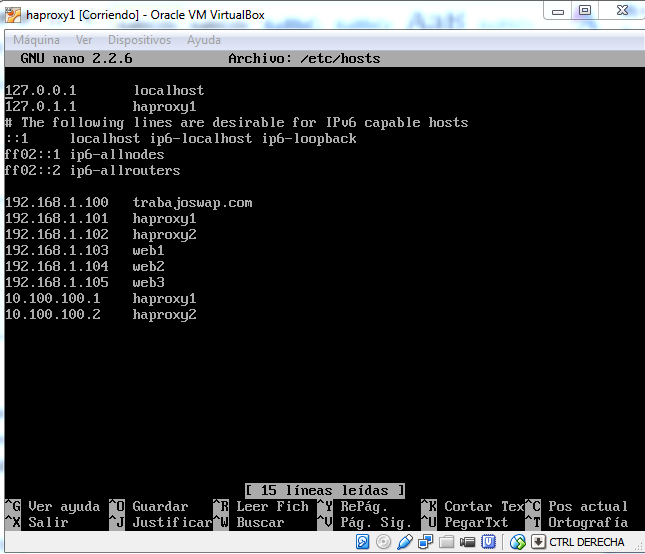 haproxy1 [Corriendo] - Oracle VM VirtualBox
Máquina Ver Dispositivos Ayuda
GNU nano 2.2.6 Archivo: /etc/hosts
127.0.0.1 localhost
127.0.1.1 haproxy1
# The following lines are desirable for IPv6 capable hosts
::1 localhost ip6-localhost ip6-loopback
ff02::1 ip6-allnodes
ff02::2 ip6-allrouters
192.168.1.100 trabajoswap.com
192.168.1.101 haproxy1
192.168.1.102 haproxy2
192.168.1.103 web1
192.168.1.104 web2
192.168.1.105 web3
10.100.100.1 haproxy1
10.100.100.2 haproxy2
[ 15 líneas leídas ]
^G Ver ayuda ^O Guardar ^R Leer Fich ^Y RePág. ^K Cortar Tex ^C Pos actual
^X Salir ^J Justificar ^W Buscar ^V Pág. Sig. ^U PegarTxt ^T Ortografía
CTRL DERECHA